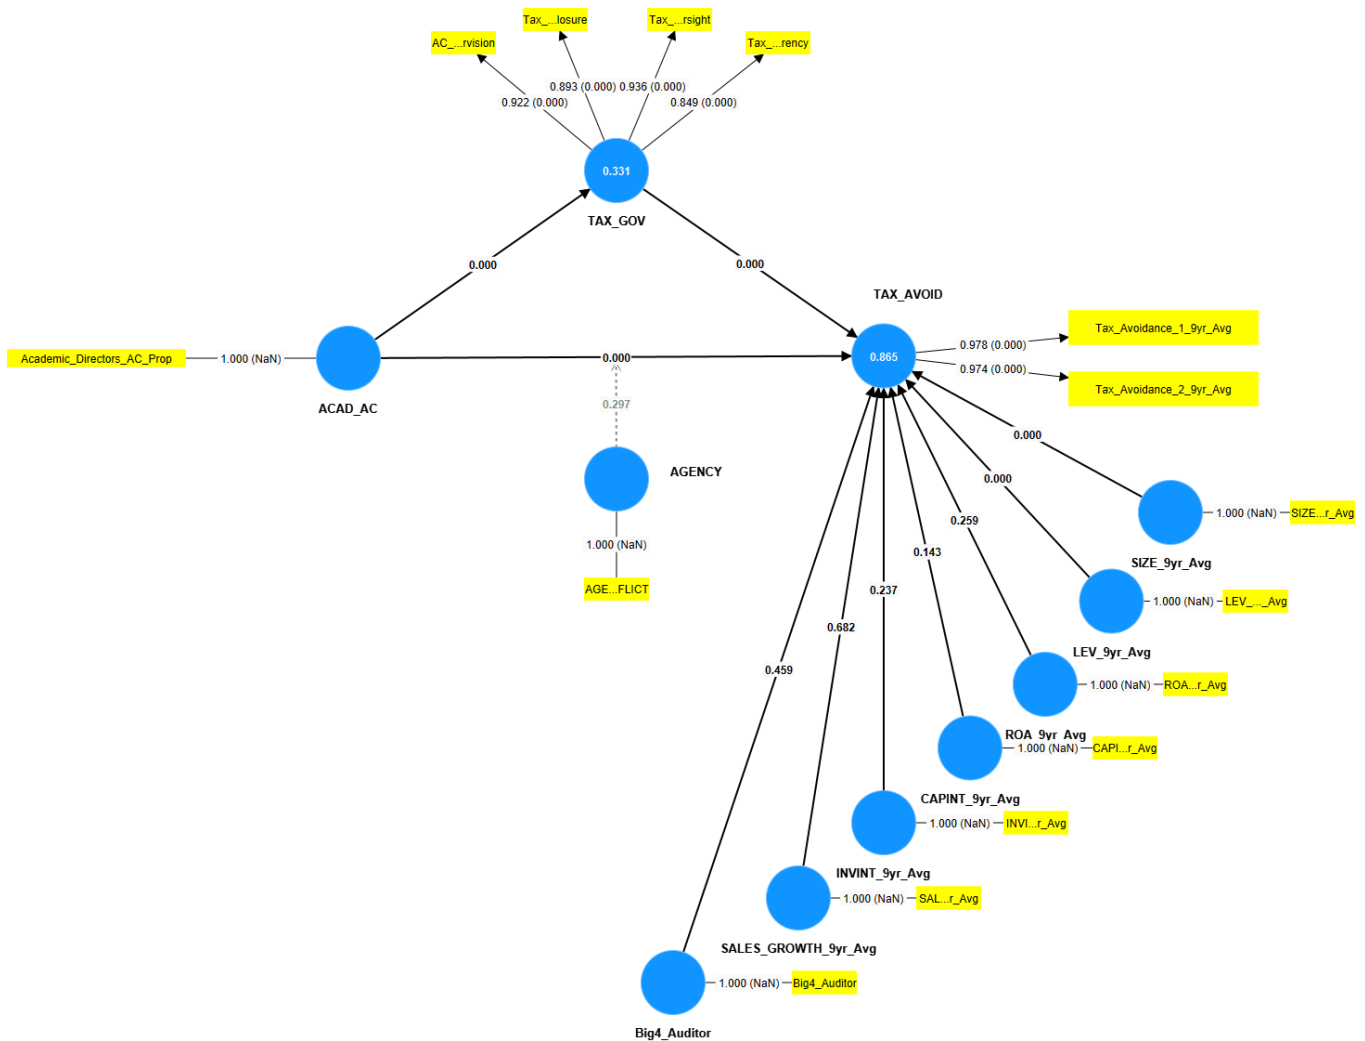 Tax_...losure
Tax_...rsight
AC_...rvision
Tax_...rency
0.893 (0.000)
0.936 (0.000)
0.922 (0.000)
0.849 (0.000)
0.331
TAX_GOV
0.000
0.000
TAX_AVOID
Tax_Avoidance_1_9yr_Avg
0.978 (0.000)
0.865
0.974 (0.000)
Tax_Avoidance_2_9yr_Avg
Academic_Directors_AC_Prop
1.000 (NaN)
0.000
ACAD_AC
0.297
AGENCY
1.000 (NaN)
AGE...FLICT
0.000
1.000 (NaN)
SIZE...r_Avg
SIZE_9yr_Avg
0.000
1.000 (NaN)
LEV_..._Avg
LEV_9yr_Avg
0.259
1.000 (NaN)
ROA...r_Avg
ROA_9yr_Avg
0.143
1.000 (NaN)
CAPI...r_Avg
CAPINT_9yr_Avg
0.237
1.000 (NaN)
INVI...r_Avg
INVINT_9yr_Avg
0.682
1.000 (NaN)
SAL...r_Avg
SALES_GROWTH_9yr_Avg
0.459
1.000 (NaN)
Big4_Auditor
Big4_Auditor